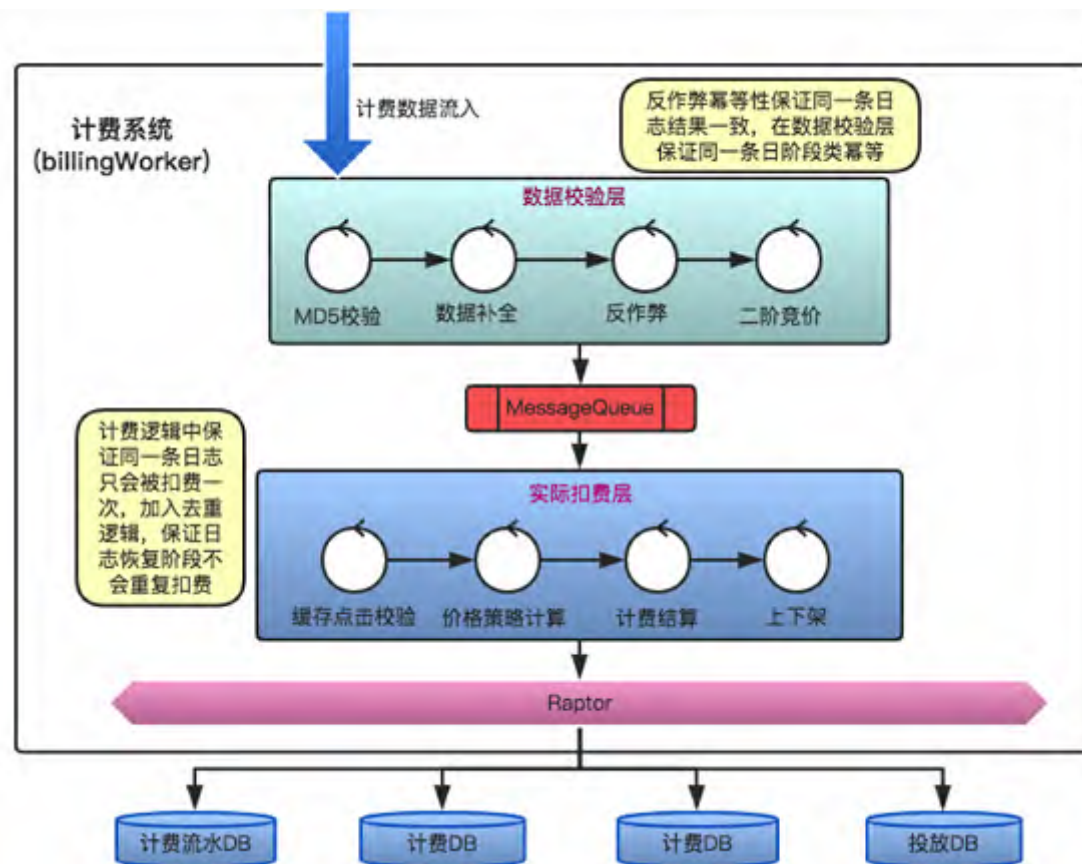 计费数据流入
计费系统
(billingWorker)
反作弊幂等性保证同一条日
志结果一致，在数据校验层
保证同一条日阶段类幂等
数据校验层
MD5校验
数据补全
反作弊
二阶竞价
MessageQueue
计费逻辑中保
证同一条日志
只会被扣费一
次，加入去重
逻辑，保证日
志恢复阶段不
会重复扣费
实际扣费层
缓存点击校验
价格策略计算
计费结算
上下架
Raptor
计费流水DB
计费DB
计费DB
投放DB